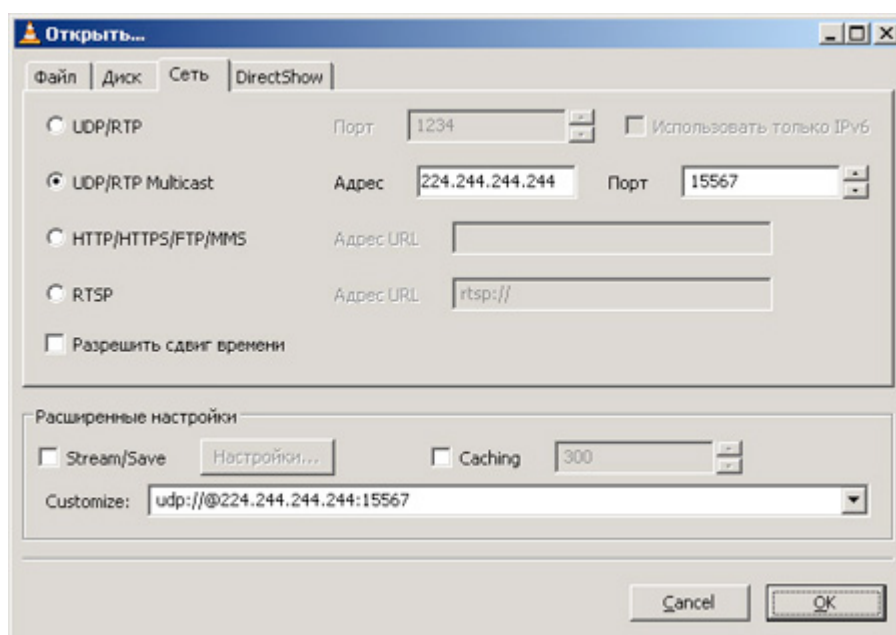 Открыть...
Файл Диск Сеть DirectShow
UDP/RTP Порт 1234 Использовать только IPv6
UDP/RTP Multicast Адрес 224.244.244.244 Порт 15567
HTTP/HTTPS/FTP/MMS Адрес URL
RTSP Адрес URL rtsp://
Разрешить сдвиг времени
Расширенные настройки
Stream/Save Настройки... Caching 300
Customize: udp://@224.244.244.244:15567
Cancel OK